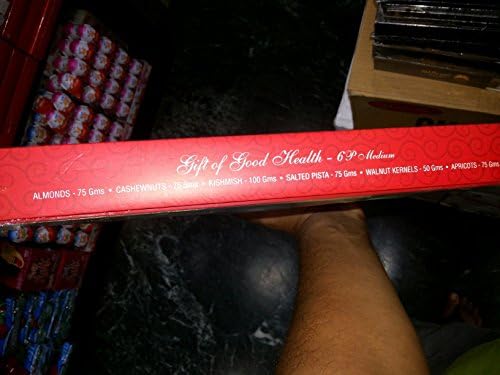 Gift of Good Health - 6P Medium
ALMONDS - 75 Gms • CASHEWNUTS - 75 Gms • KISHMISH - 100 Gms • SALTED PISTA - 75 Gms • WALNUT KERNELS - 50 Gms • APRICOTS - 75 Gms